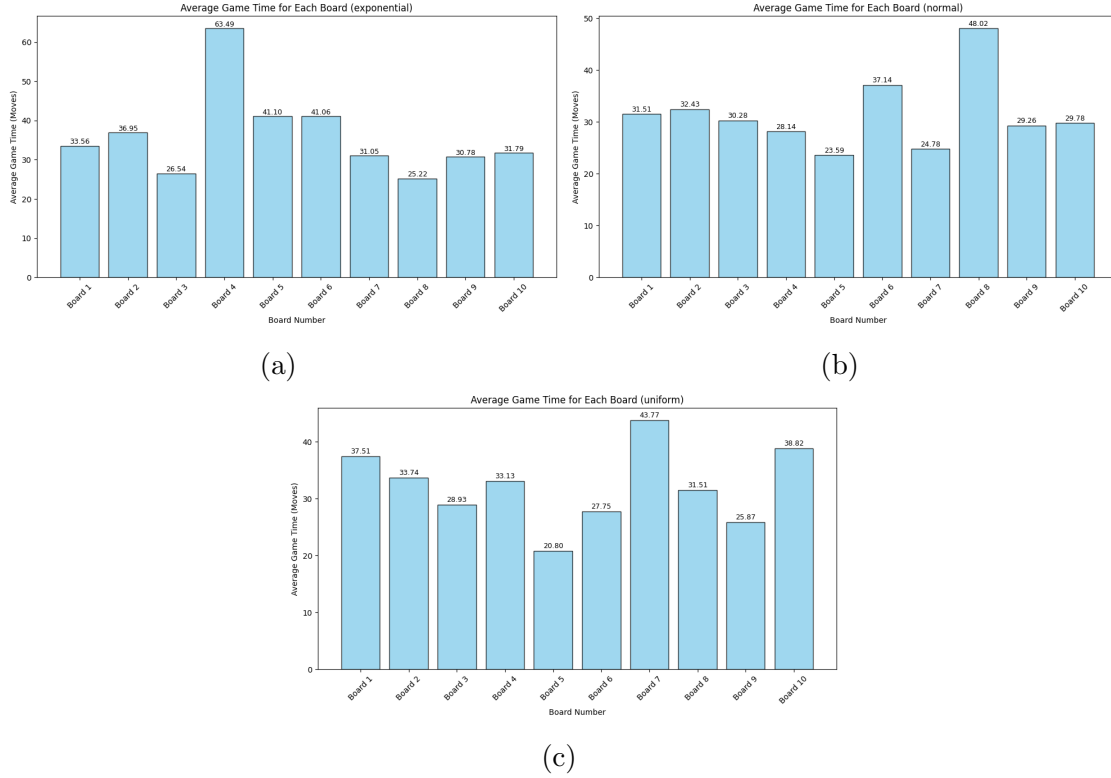 Average Game Time for Each Board (exponential)
Average Game Time (Moves)
60
50
40
30
20
10
0
33.56
36.95
26.54
63.49
41.10
41.06
31.05
25.22
30.78
31.79
Board 1
Board 2
Board 3
Board 4
Board 5
Board 6
Board 7
Board 8
Board 9
Board 10
Board Number
(a)
Average Game Time for Each Board (normal)
Average Game Time (Moves)
50
40
30
20
10
0
31.51
32.43
30.28
28.14
23.59
37.14
24.78
48.02
29.26
29.78
Board 1
Board 2
Board 3
Board 4
Board 5
Board 6
Board 7
Board 8
Board 9
Board 10
Board Number
(b)
Average Game Time for Each Board (uniform)
Average Game Time (Moves)
40
30
20
10
0
37.51
33.74
28.93
33.13
20.80
27.75
43.77
31.51
25.87
38.82
Board 1
Board 2
Board 3
Board 4
Board 5
Board 6
Board 7
Board 8
Board 9
Board 10
Board Number
(c)